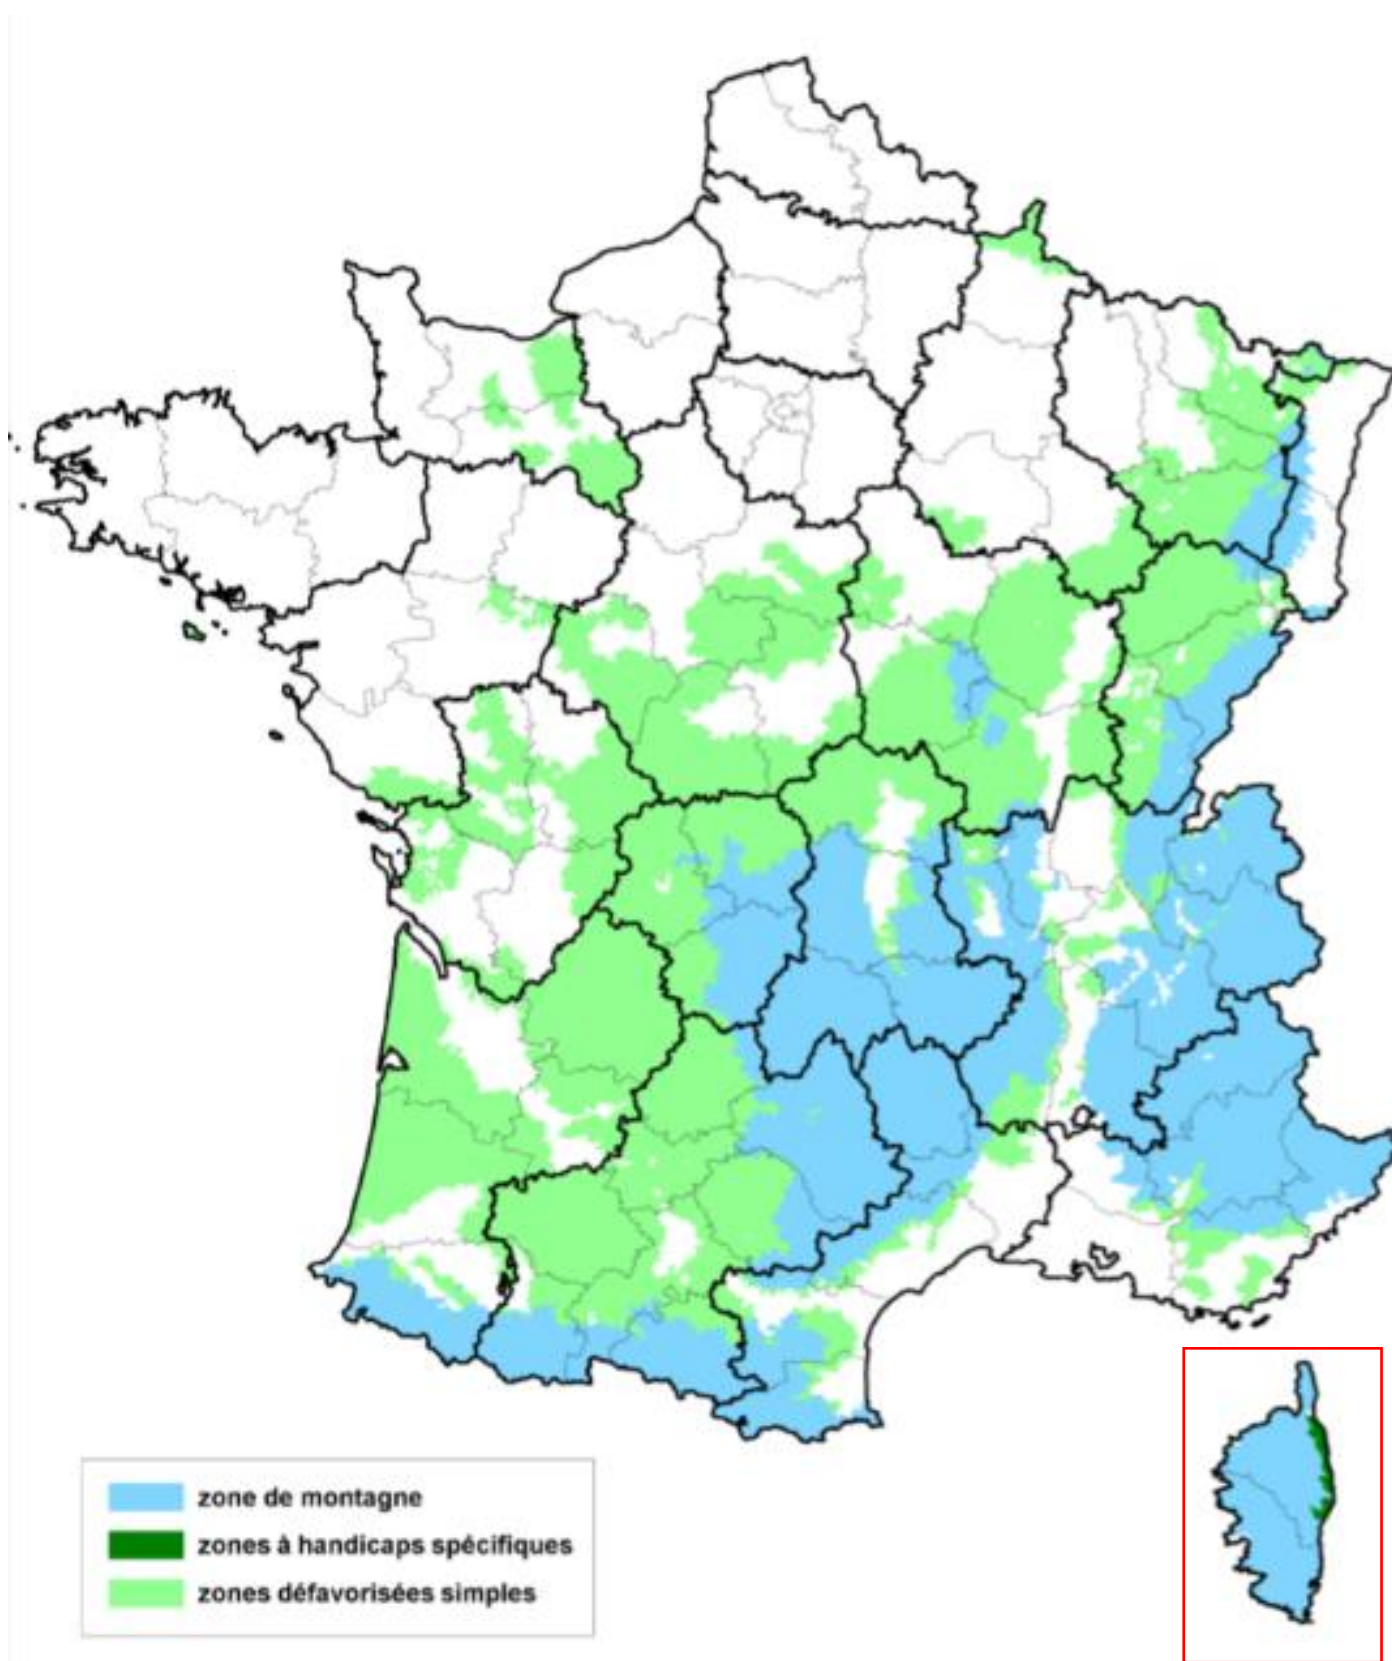 zone de montagne
zones à handicaps spécifiques
zones défavorisées simples